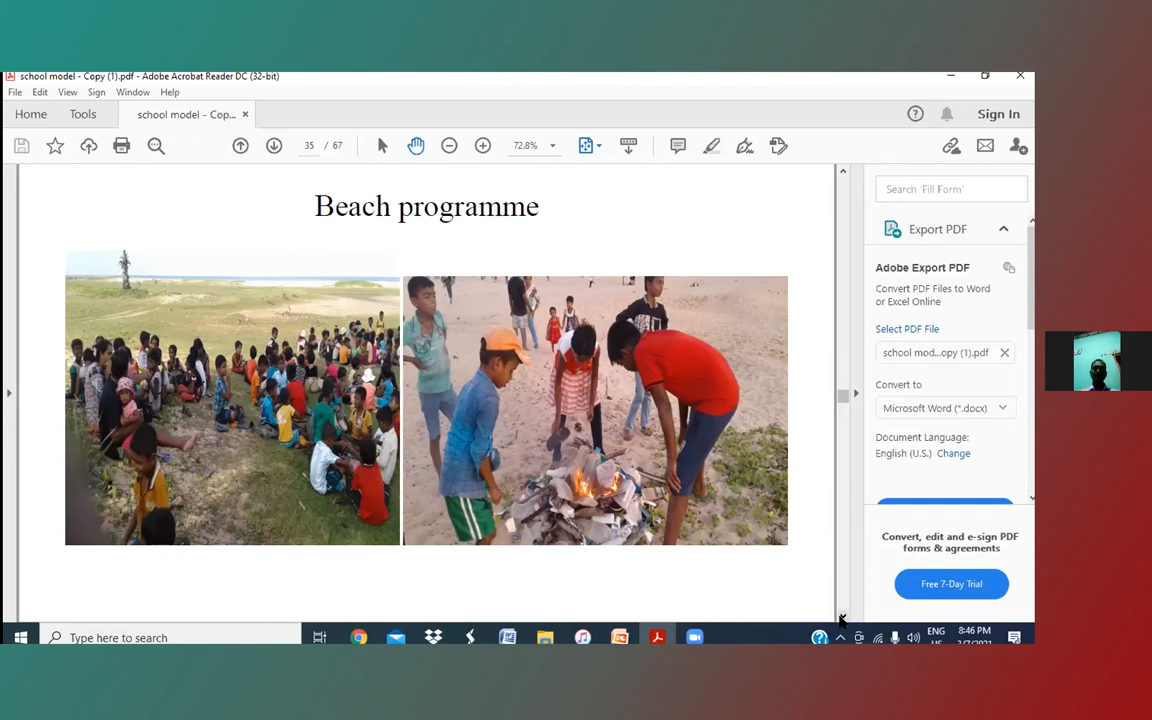 school model - Copy (1).pdf - Adobe Acrobat Reader DC (32-bit)
File Edit View Sign Window Help
Home Tools school model - Cop... Sign In
35 / 67 72.8%
Search 'Fill Form'
Beach programme
Export PDF
Adobe Export PDF
Convert PDF Files to Word
or Excel Online
Select PDF File
school mod...opy (1).pdf
Convert to
Microsoft Word (*.docx)
Document Language:
English (U.S.) Change
Convert, edit and e-sign PDF
forms & agreements
Free 7-Day Trial
Type here to search
ENG 8:46 PM